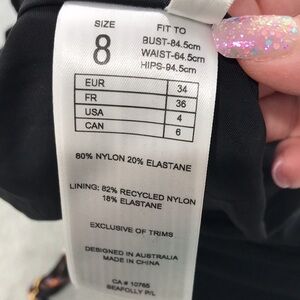 SIZE
8
FIT TO
BUST-84.5cm
WAIST-64.5cm
HIPS-94.5cm
EUR 34
FR 36
USA 4
CAN 6
80% NYLON 20% ELASTANE
LINING: 82% RECYCLED NYLON
18% ELASTANE
EXCLUSIVE OF TRIMS
DESIGNED IN AUSTRALIA
MADE IN CHINA
CA# 10765
SEAFOLLY P/L